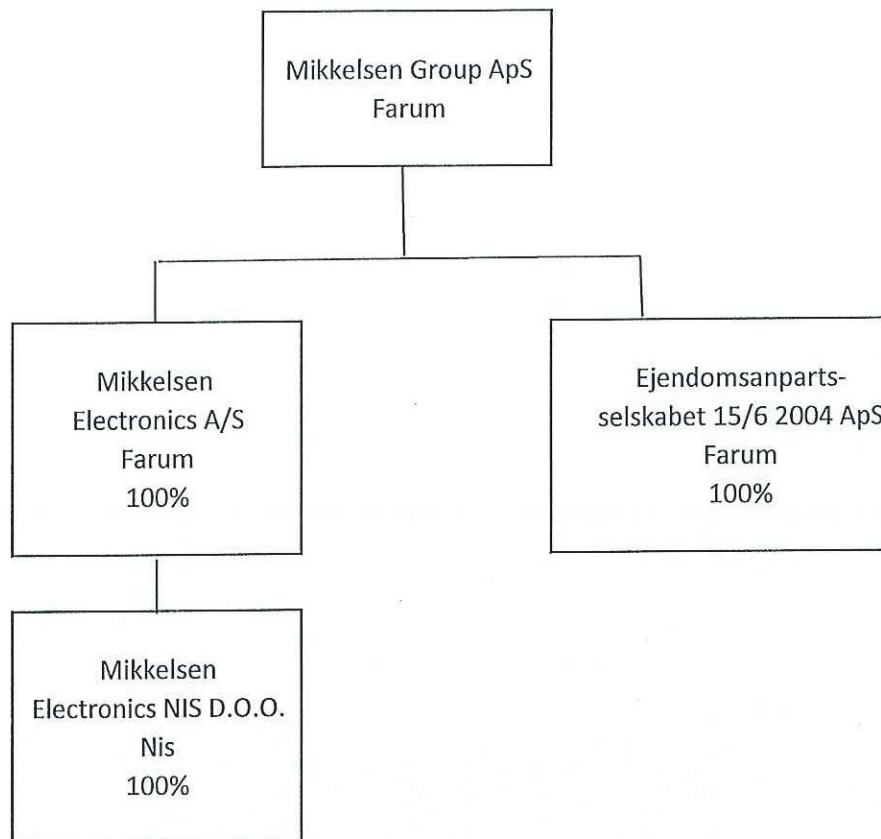 Mikkelsen Group ApS
Farum
Mikkelsen
Electronics A/S
Farum
100%
Ejendomsanparts-
selskabet 15/6 2004 ApS
Farum
100%
Mikkelsen
Electronics NIS D.O.O.
Nis
100%